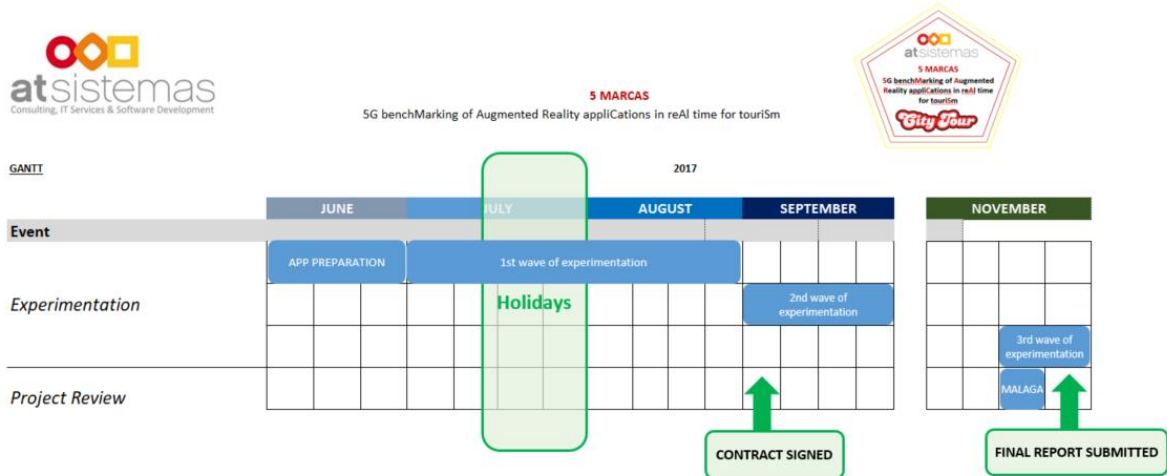 atsistemas
Consulting, IT Services & Software Development
5 MARCAS
5G benchMarking of Augmented Reality appliCations in reAl time for touriSm
atsistemas
5 MARCAS
5G benchMarking of Augmented
Reality appliCations in reAl time
for touriSm
City Tour
GANTT
2017
JUNE
JULY
AUGUST
SEPTEMBER
NOVEMBER
Event
APP PREPARATION
1st wave of experimentation
Experimentation
Holidays
2nd wave of
experimentation
3rd wave of
experimentation
Project Review
MALAGA
CONTRACT SIGNED
FINAL REPORT SUBMITTED